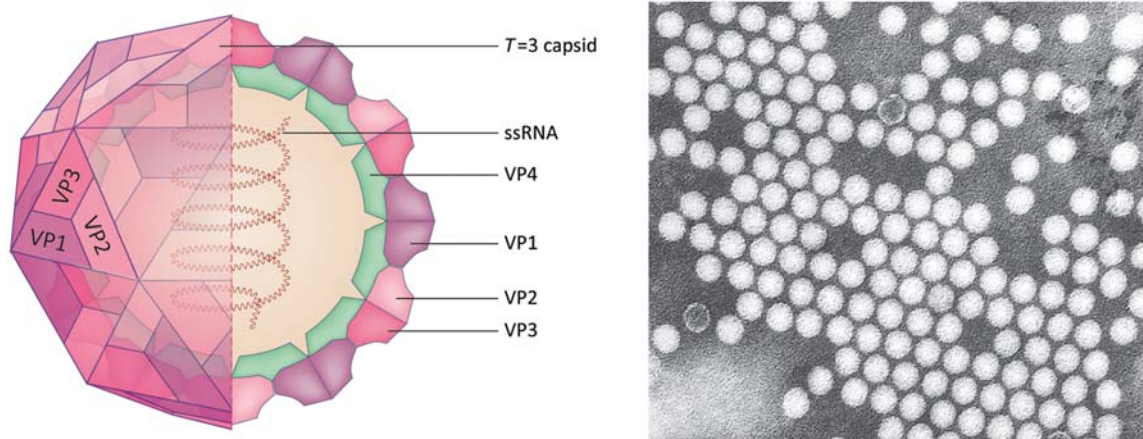 T=3 capsid
ssRNA
VP4
VP1
VP2
VP3
VP3
VP1
VP2